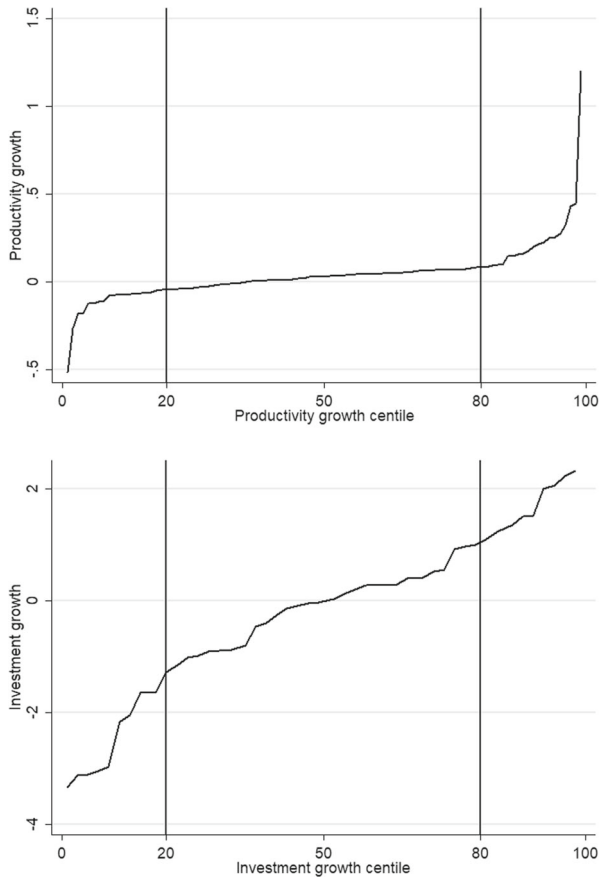 1.5
1
.5
0
-.5
Productivity growth
0 20 50 80 100
Productivity growth centile
2
0
-2
-4
Investment growth
0 20 50 80 100
Investment growth centile